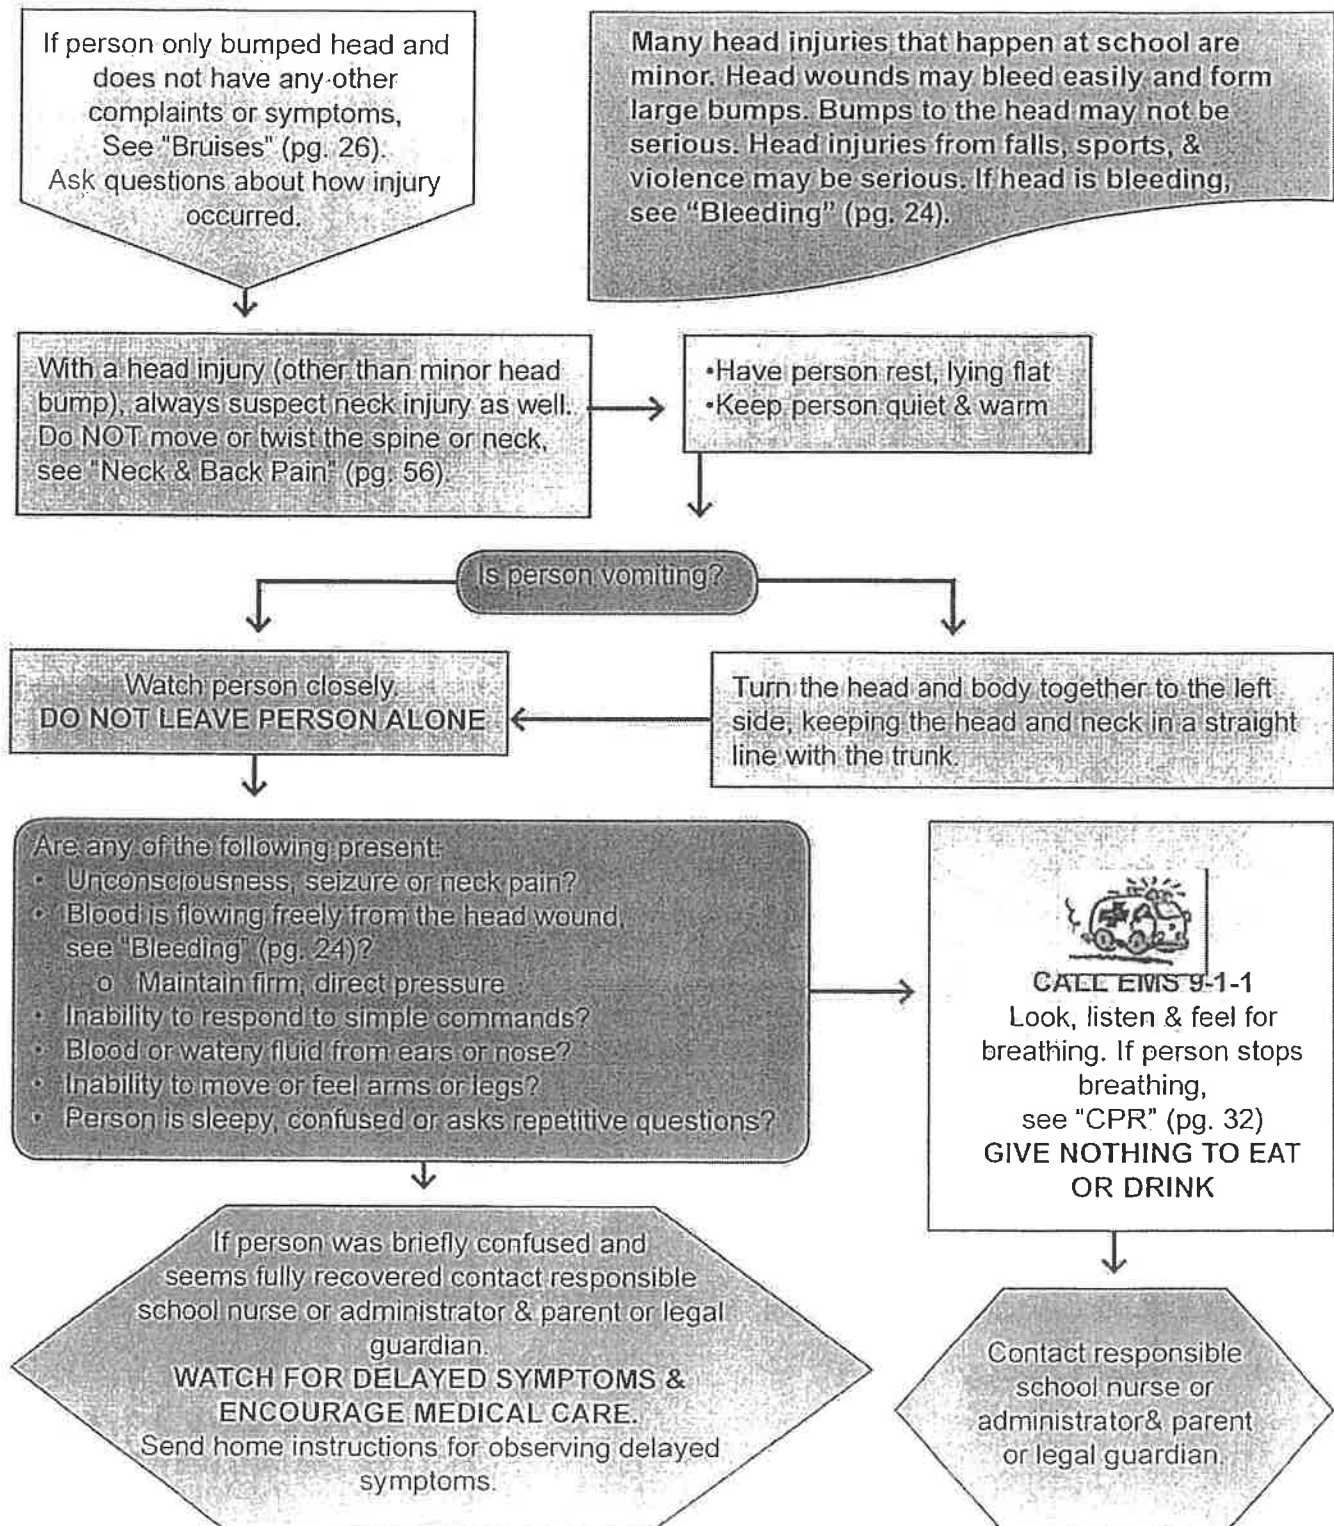 If person only bumped head and
does not have any other
complaints or symptoms,
See "Bruises" (pg. 26).
Ask questions about how injury
occurred.
Many head injuries that happen at school are
minor. Head wounds may bleed easily and form
large bumps. Bumps to the head may not be
serious. Head injuries from falls, sports, &
violence may be serious. If head is bleeding,
see “Bleeding” (pg. 24).
With a head injury (other than minor head
bump), always suspect neck injury as well.
Do NOT move or twist the spine or neck,
see "Neck & Back Pain" (pg. 56).
•Have person rest, lying flat
•Keep person quiet & warm
Is person vomiting?
Watch person closely.
DO NOT LEAVE PERSON ALONE
Turn the head and body together to the left
side, keeping the head and neck in a straight
line with the trunk.
Are any of the following present:
• Unconsciousness, seizure or neck pain?
• Blood is flowing freely from the head wound,
see "Bleeding" (pg. 24)?
o Maintain firm, direct pressure
• Inability to respond to simple commands?
• Blood or watery fluid from ears or nose?
• Inability to move or feel arms or legs?
• Person is sleepy, confused or asks repetitive questions?
CALL EMS 9-1-1
Look, listen & feel for
breathing. If person stops
breathing,
see "CPR" (pg. 32)
GIVE NOTHING TO EAT
OR DRINK
If person was briefly confused and
seems fully recovered contact responsible
school nurse or administrator & parent or legal
guardian.
WATCH FOR DELAYED SYMPTOMS &
ENCOURAGE MEDICAL CARE.
Send home instructions for observing delayed
symptoms.
Contact responsible
school nurse or
administrator& parent
or legal guardian.